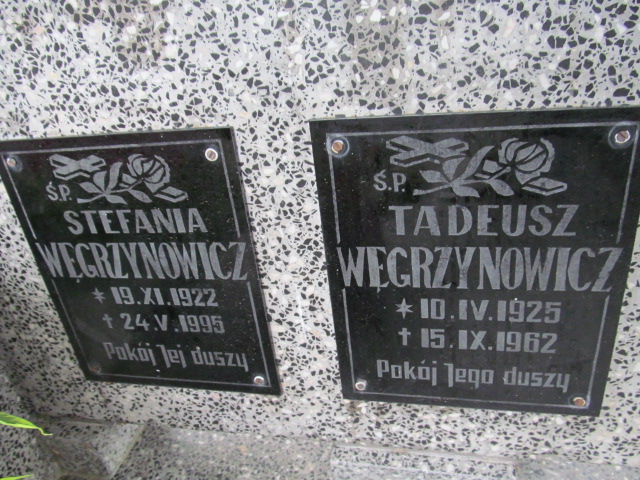 Ś.P.
STEFANIA
WĘGRZYNOWICZ
* 19.XI.1922
† 24.V.1995
Pokój Jej duszy
Ś.P.
TADEUSZ
WĘGRZYNOWICZ
* 10.IV.1925
† 15.IX.1962
Pokój Jego duszy